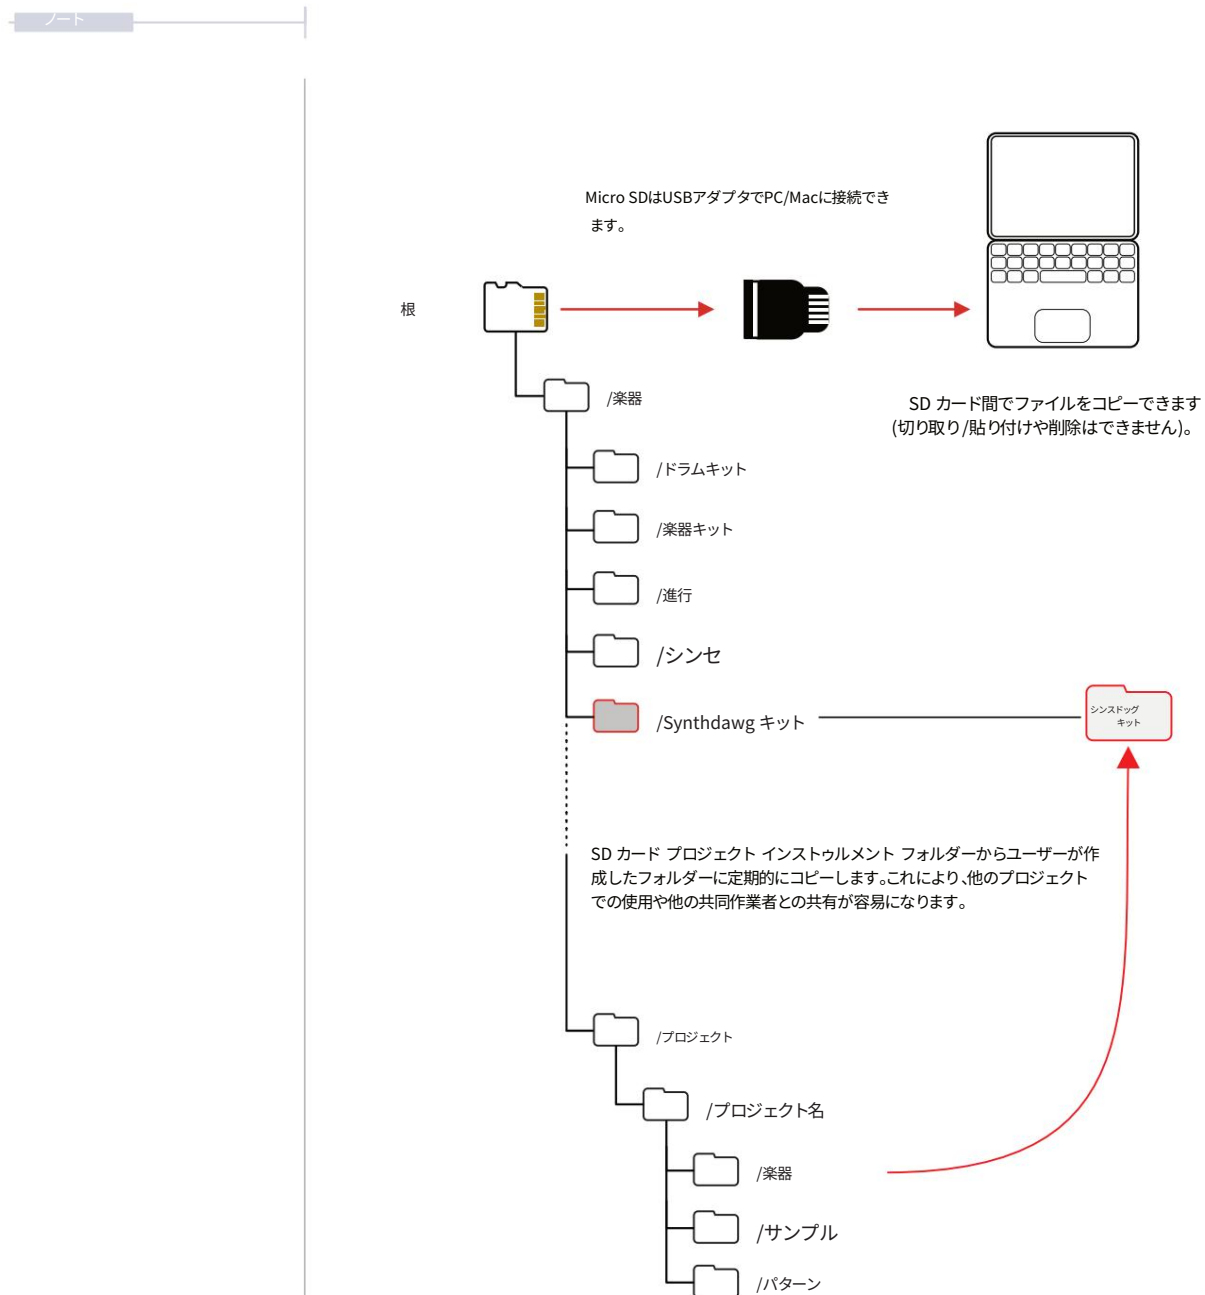 ノート
Micro SDはUSBアダプタでPC/Macに接続でき
ます。
根
/楽器
SD カード間でファイルをコピーできます
(切り取り/貼り付けや削除はできません)。
/ドラムキット
/楽器キット
/進行
/シンセ
/Synthdawg キット
シンスドッグ
キット
SD カード プロジェクト インストゥルメント フォルダーからユーザーが作
成したフォルダーに定期的にコピーします。これにより、他のプロジェクト
での使用や他の共同作業者との共有が容易になります。
/プロジェクト
/プロジェクト名
/楽器
/サンプル
/パターン